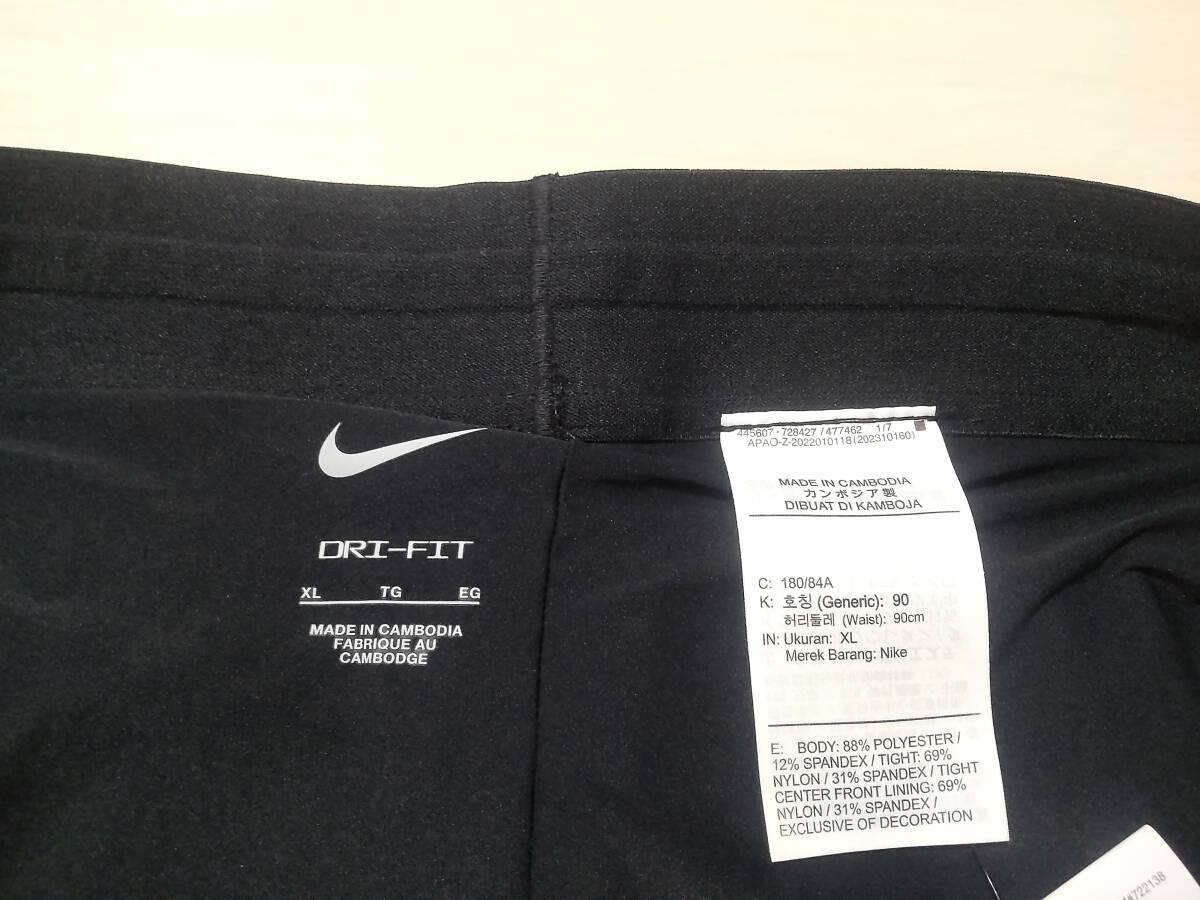 DRI-FIT
XL TG EG
MADE IN CAMBODIA
FABRIQUE AU
CAMBODGE
445607・728427 / 477462 1/7
APAO-Z-2022010118(202310160)
MADE IN CAMBODIA
カンボジア製
DIBUAT DI KAMBOJA
C: 180/84A
K: 호칭 (Generic): 90
허리둘레 (Waist): 90cm
IN: Ukuran: XL
Merek Barang: Nike
E: BODY: 88% POLYESTER /
12% SPANDEX / TIGHT: 69%
NYLON / 31% SPANDEX / TIGHT
CENTER FRONT LINING: 69%
NYLON / 31% SPANDEX /
EXCLUSIVE OF DECORATION
722138